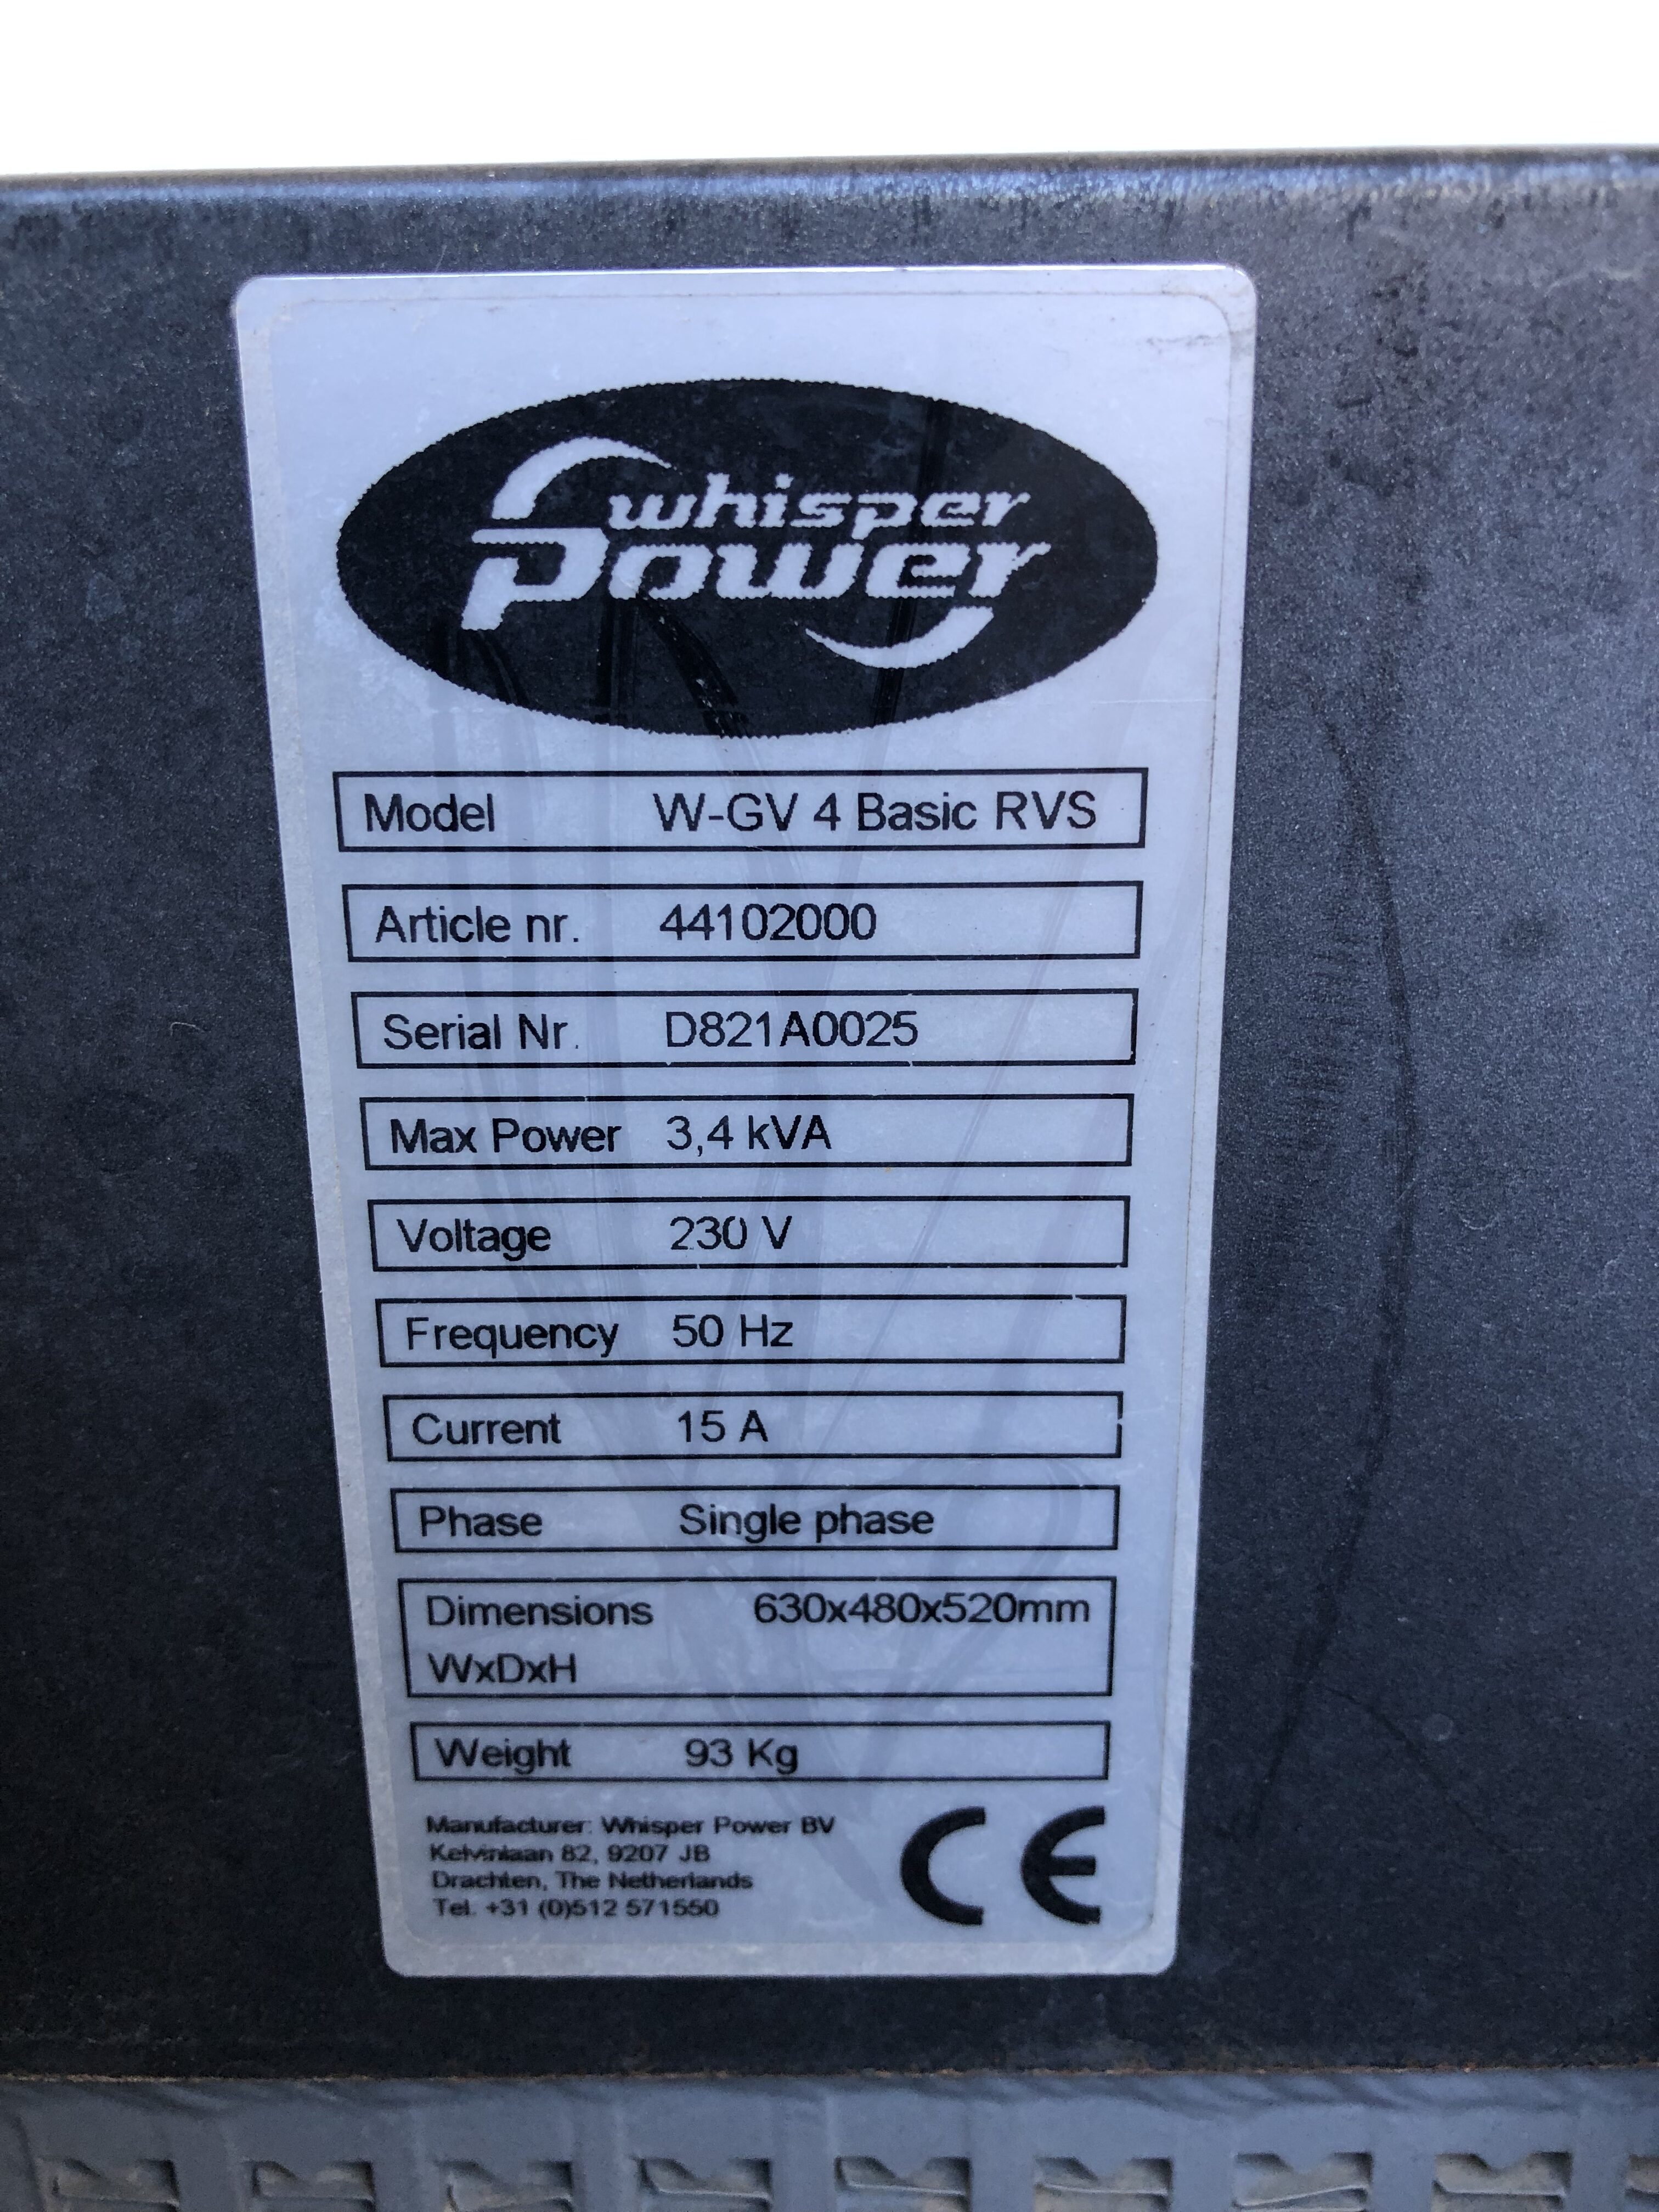 whisper
Power
Model W-GV 4 Basic RVS
Article nr. 44102000
Serial Nr. D821A0025
Max Power 3,4 kVA
Voltage 230 V
Frequency 50 Hz
Current 15 A
Phase Single phase
Dimensions 630x480x520mm
WxDxH
Weight 93 Kg
Manufacturer: Whisper Power BV
Kelvinlaan 82, 9207 JB
Drachten, The Netherlands
Tel. +31 (0)512 571550
CE